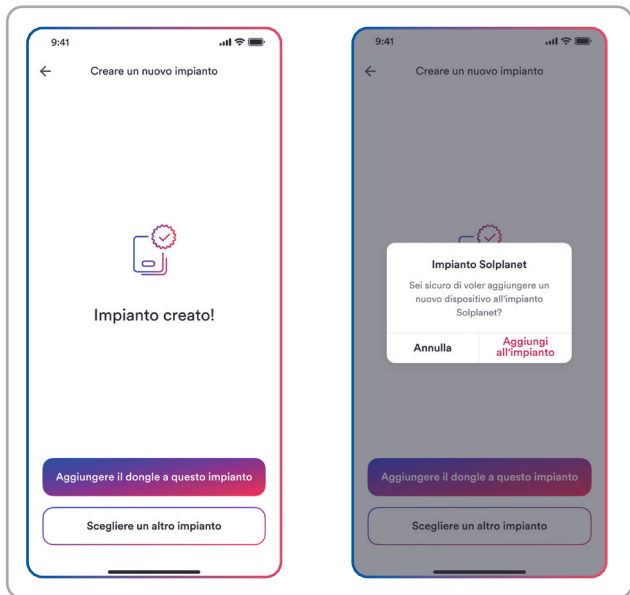 9:41
Creare un nuovo impianto
Impianto creato!
Aggiungere il dongle a questo impianto
Scegliere un altro impianto
9:41
Creare un nuovo impianto
Impianto Solplanet
Sei sicuro di voler aggiungere un
nuovo dispositivo all'impianto
Solplanet?
Annulla
Aggiungi
all'impianto
Aggiungere il dongle a questo impianto
Scegliere un altro impianto